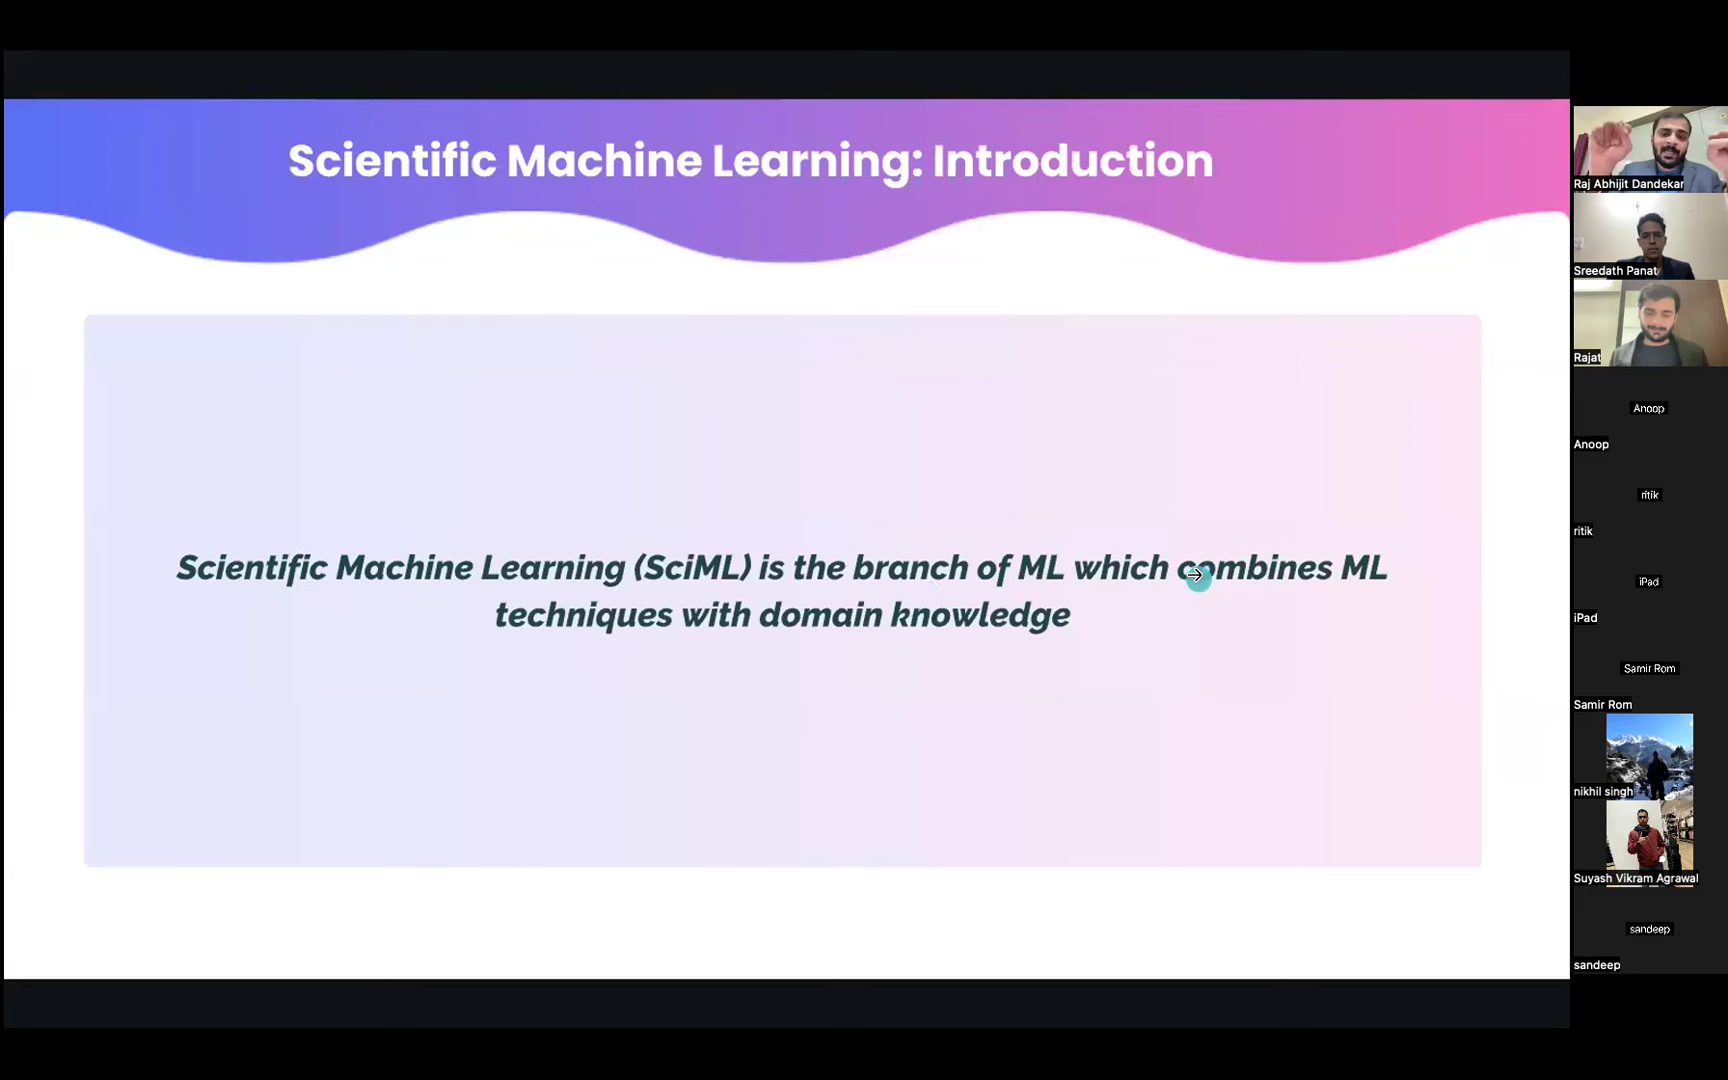 Scientific Machine Learning: Introduction
Scientific Machine Learning (SciML) is the branch of ML which combines ML
techniques with domain knowledge
Raj Abhijit Dandekar
Sreedath Panat
Rajat
Anoop
Anoop
ritik
ritik
iPad
iPad
Samir Rom
Samir Rom
nikhil singh
Suyash Vikram Agrawal
sandeep
sandeep